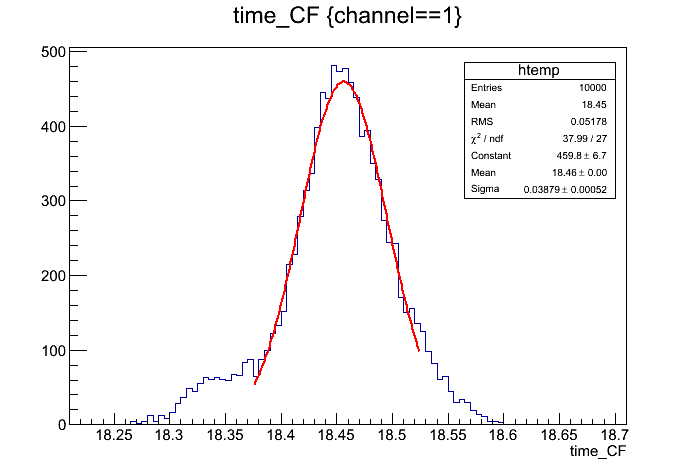 time_CF {channel==1}
htemp
Entries 10000
Mean 18.45
RMS 0.05178
χ² / ndf 37.99 / 27
Constant 459.8 ± 6.7
Mean 18.46 ± 0.00
Sigma 0.03879 ± 0.00052
500
400
300
200
100
0
18.25 18.3 18.35 18.4 18.45 18.5 18.55 18.6 18.65 18.7
time_CF